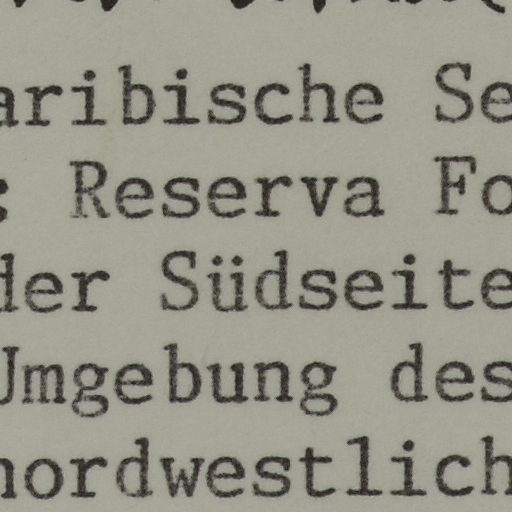 aribische Se
: Reserva Fo
der Südseite
Umgebung des
nordwestlich